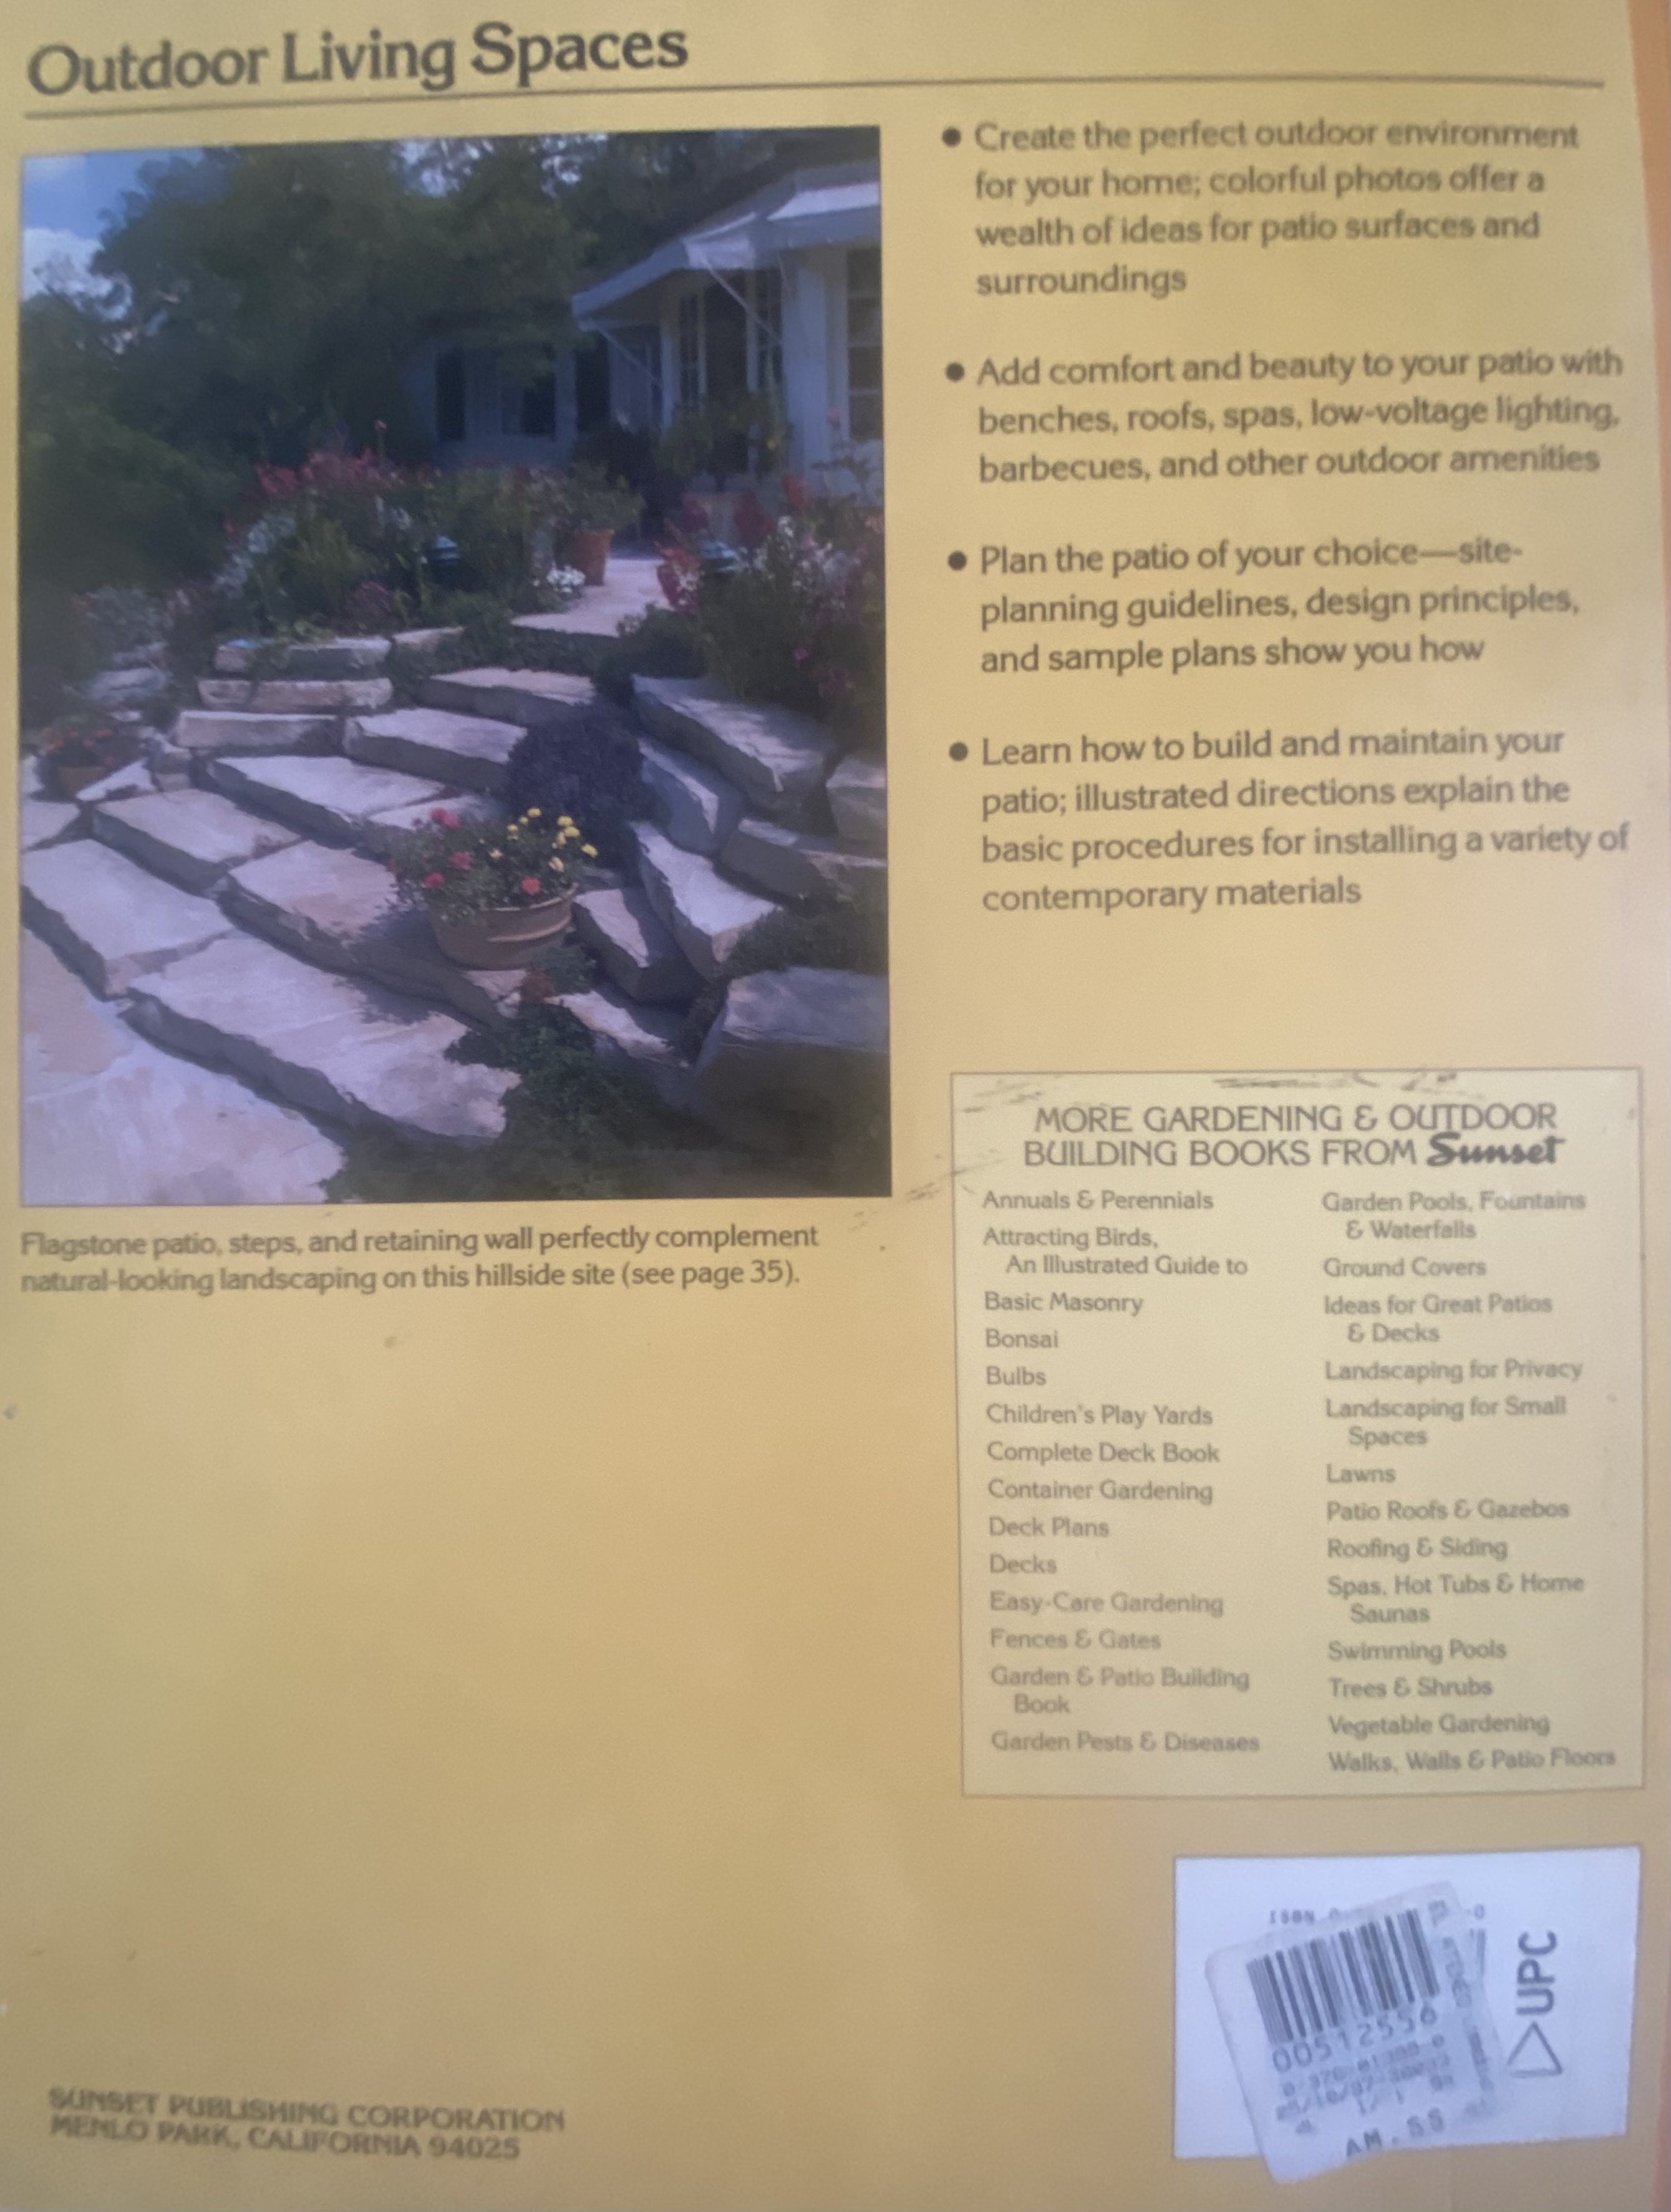 Outdoor Living Spaces
● Create the perfect outdoor environment
for your home; colorful photos offer a
wealth of ideas for patio surfaces and
surroundings
● Add comfort and beauty to your patio with
benches, roofs, spas, low-voltage lighting,
barbecues, and other outdoor amenities
● Plan the patio of your choice—site-
planning guidelines, design principles,
and sample plans show you how
● Learn how to build and maintain your
patio; illustrated directions explain the
basic procedures for installing a variety of
contemporary materials
Flagstone patio, steps, and retaining wall perfectly complement
natural-looking landscaping on this hillside site (see page 35).
MORE GARDENING & OUTDOOR
BUILDING BOOKS FROM Sunset
Annuals & Perennials
Attracting Birds,
An Illustrated Guide to
Basic Masonry
Bonsai
Bulbs
Children's Play Yards
Complete Deck Book
Container Gardening
Deck Plans
Decks
Easy-Care Gardening
Fences & Gates
Garden & Patio Building
Book
Garden Pests & Diseases
Garden Pools, Fountains
& Waterfalls
Ground Covers
Ideas for Great Patios
& Decks
Landscaping for Privacy
Landscaping for Small
Spaces
Lawns
Patio Roofs & Gazebos
Roofing & Siding
Spas, Hot Tubs & Home
Saunas
Swimming Pools
Trees & Shrubs
Vegetable Gardening
Walks, Walls & Patio Floors
SUNSET PUBLISHING CORPORATION
MENLO PARK, CALIFORNIA 94025
ISBN
00512556
AM.SS
UPC